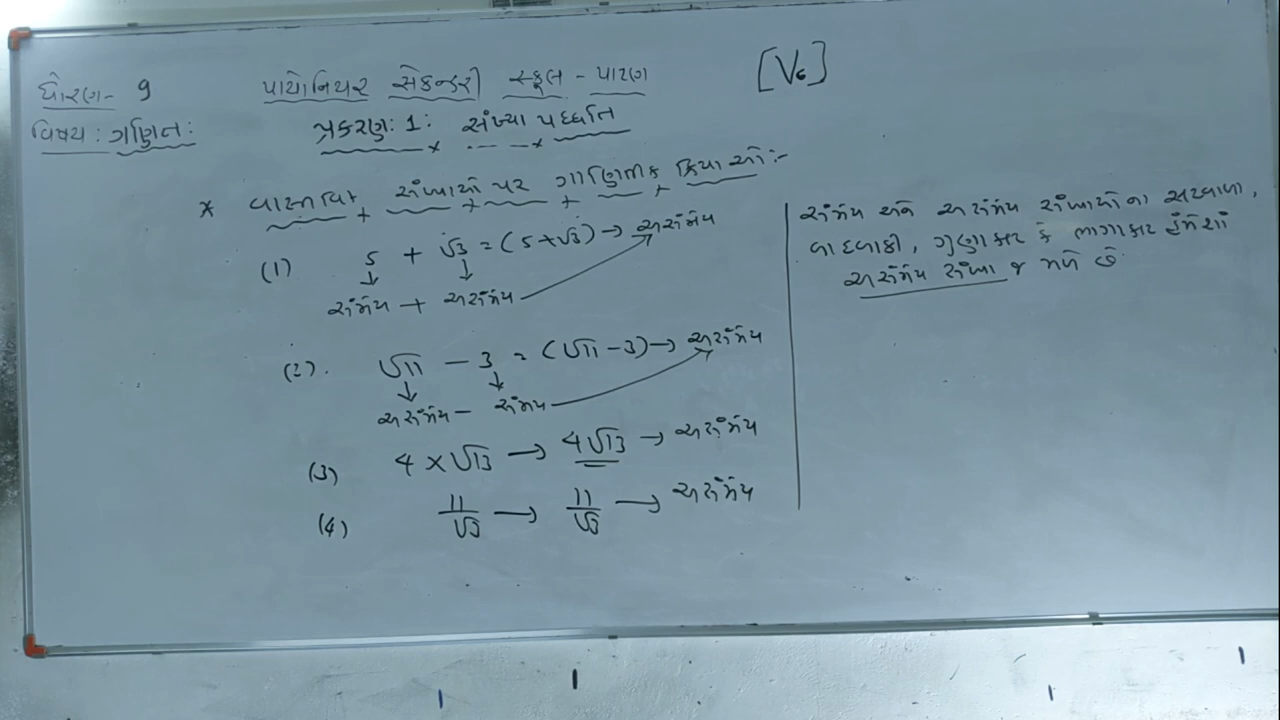 ધોરણ- 9
પાયોનિયર સેકન્ડરી સ્કૂલ - પાટણ
[V6]
વિષય: ગણિત:
પ્રકરણ: 1: સંખ્યા પદ્ધતિ
* વાસ્તવિક સંખ્યાઓ પર ગાણિતીક ક્રિયાઓ:-
(1) 5 + √3 = (5+√3) → અસંમેય
↓ ↓
સંમેય + અસંમેય
(2). √11 - 3 = (√11 - 3) → અસંમેય
↓ ↓
અસંમેય - સંમેય
(3) 4 × √13 → 4√13 → અસંમેય
(4) 11/√3 → 11/√3 → અસંમેય
સંમેય અને અસંમેય સંખ્યાઓના સરવાળા,
બાદબાકી, ગુણાકાર કે ભાગાકાર હંમેશાં
અસંમેય સંખ્યા જ મળે છે.